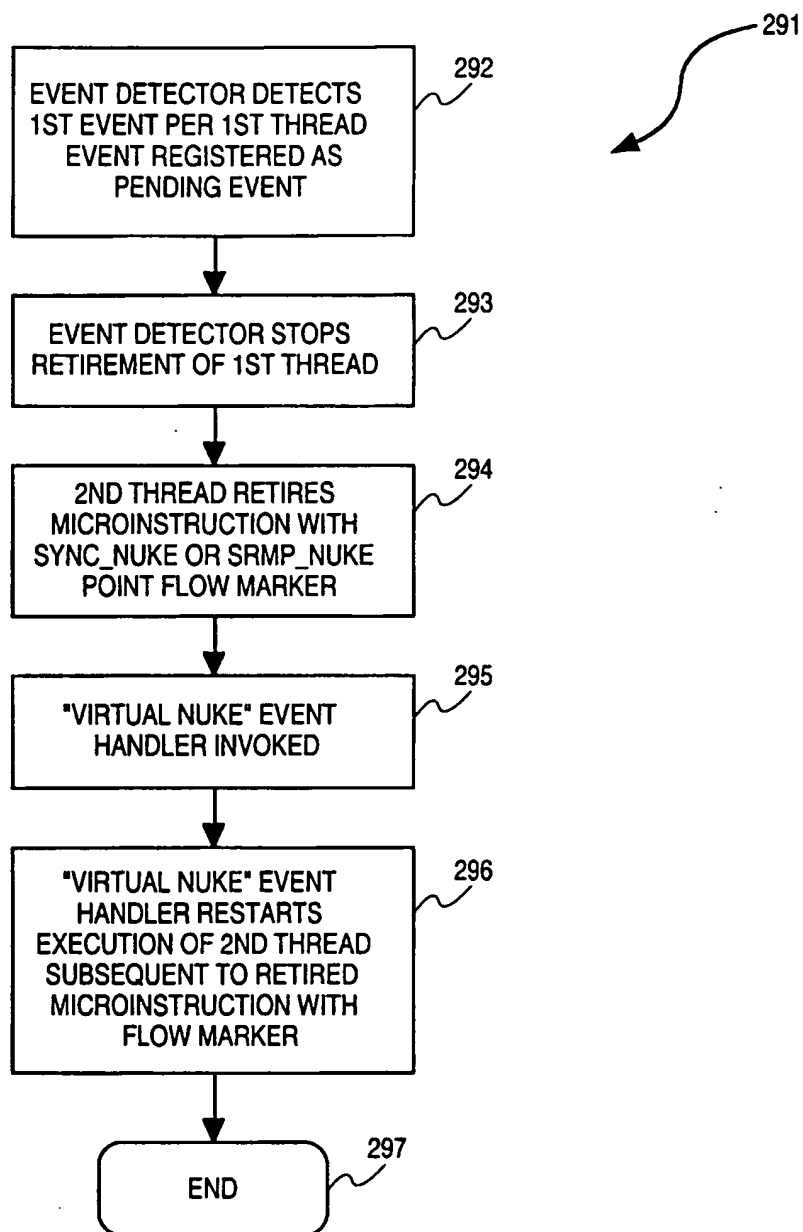 291
292
EVENT DETECTOR DETECTS
1ST EVENT PER 1ST THREAD
EVENT REGISTERED AS
PENDING EVENT
293
EVENT DETECTOR STOPS
RETIREMENT OF 1ST THREAD
294
2ND THREAD RETIRES
MICROINSTRUCTION WITH
SYNC_NUKE OR SRMP_NUKE
POINT FLOW MARKER
295
"VIRTUAL NUKE" EVENT
HANDLER INVOKED
296
"VIRTUAL NUKE" EVENT
HANDLER RESTARTS
EXECUTION OF 2ND THREAD
SUBSEQUENT TO RETIRED
MICROINSTRUCTION WITH
FLOW MARKER
297
END